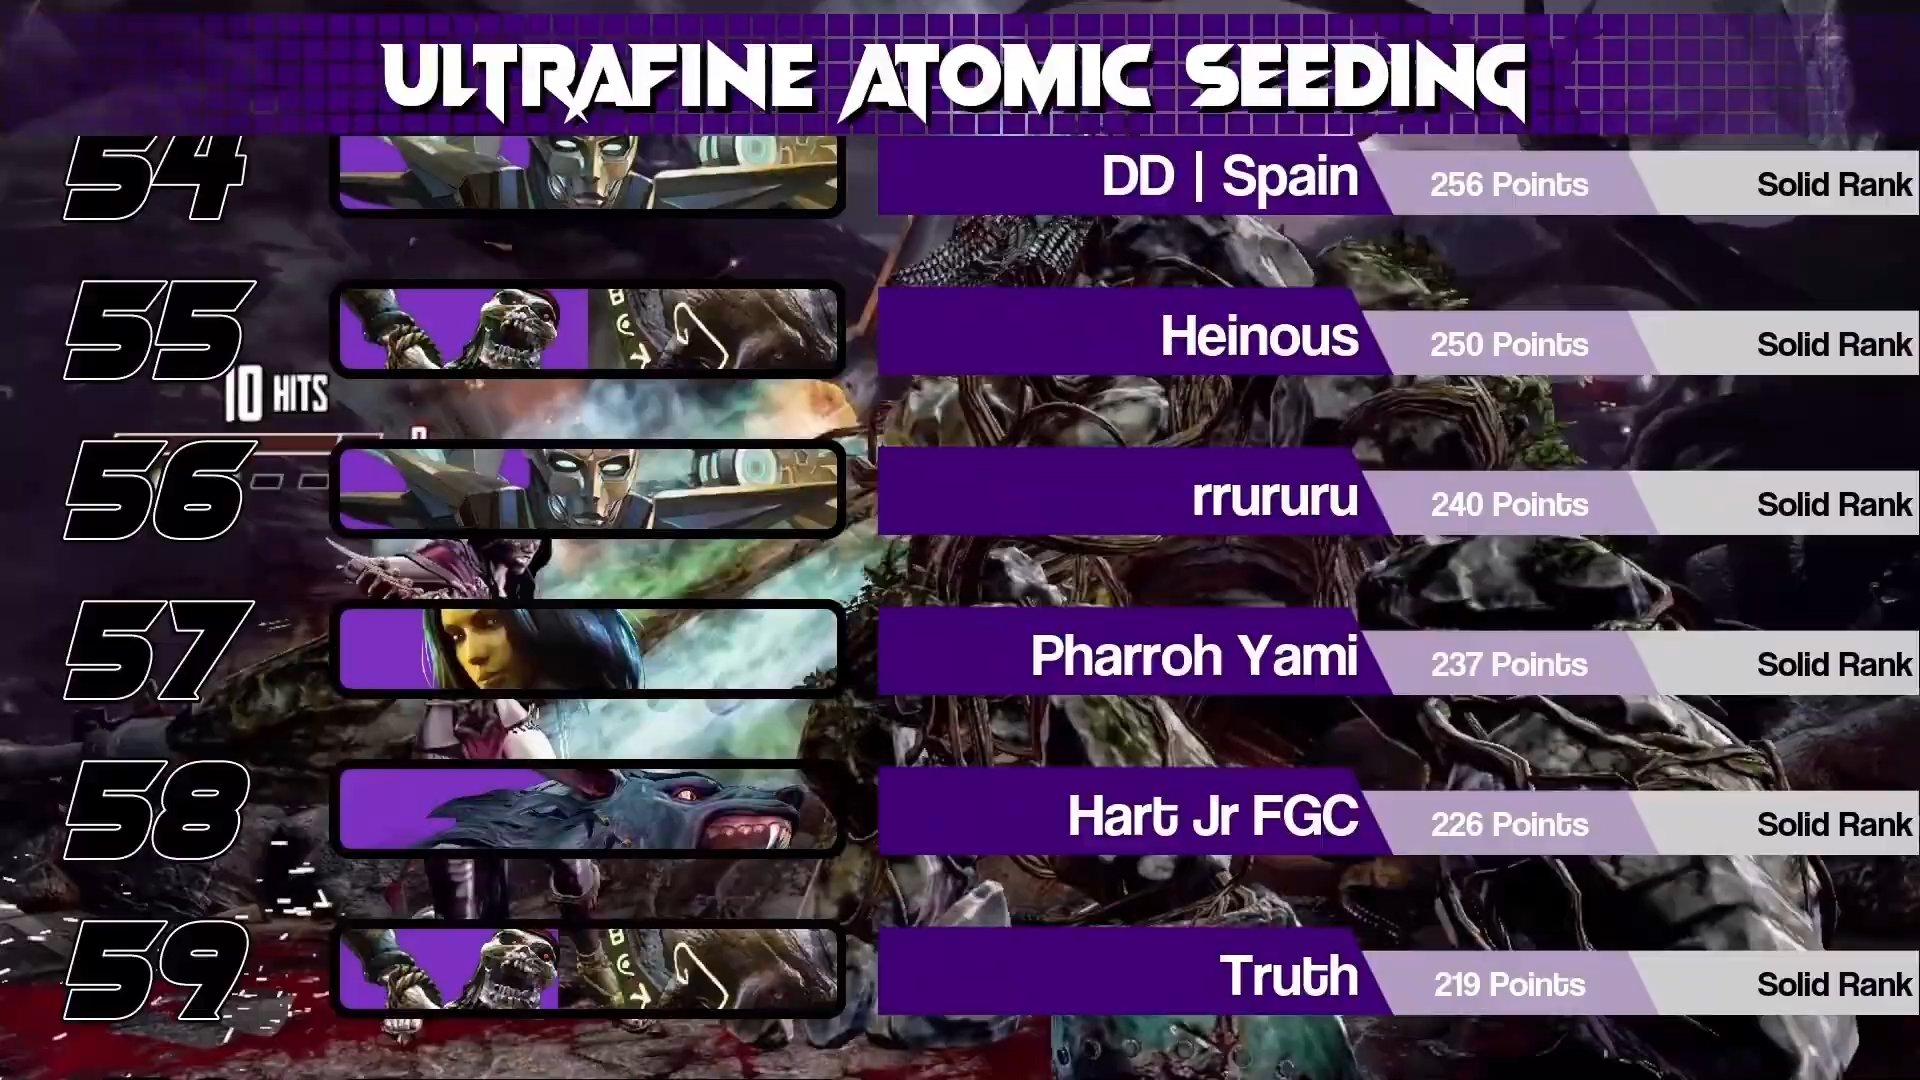 ULTRAFINE ATOMIC SEEDING
54 DD | Spain 256 Points Solid Rank
55 Heinous 250 Points Solid Rank
10 HITS
56 rrururu 240 Points Solid Rank
57 Pharroh Yami 237 Points Solid Rank
58 Hart Jr FGC 226 Points Solid Rank
59 Truth 219 Points Solid Rank